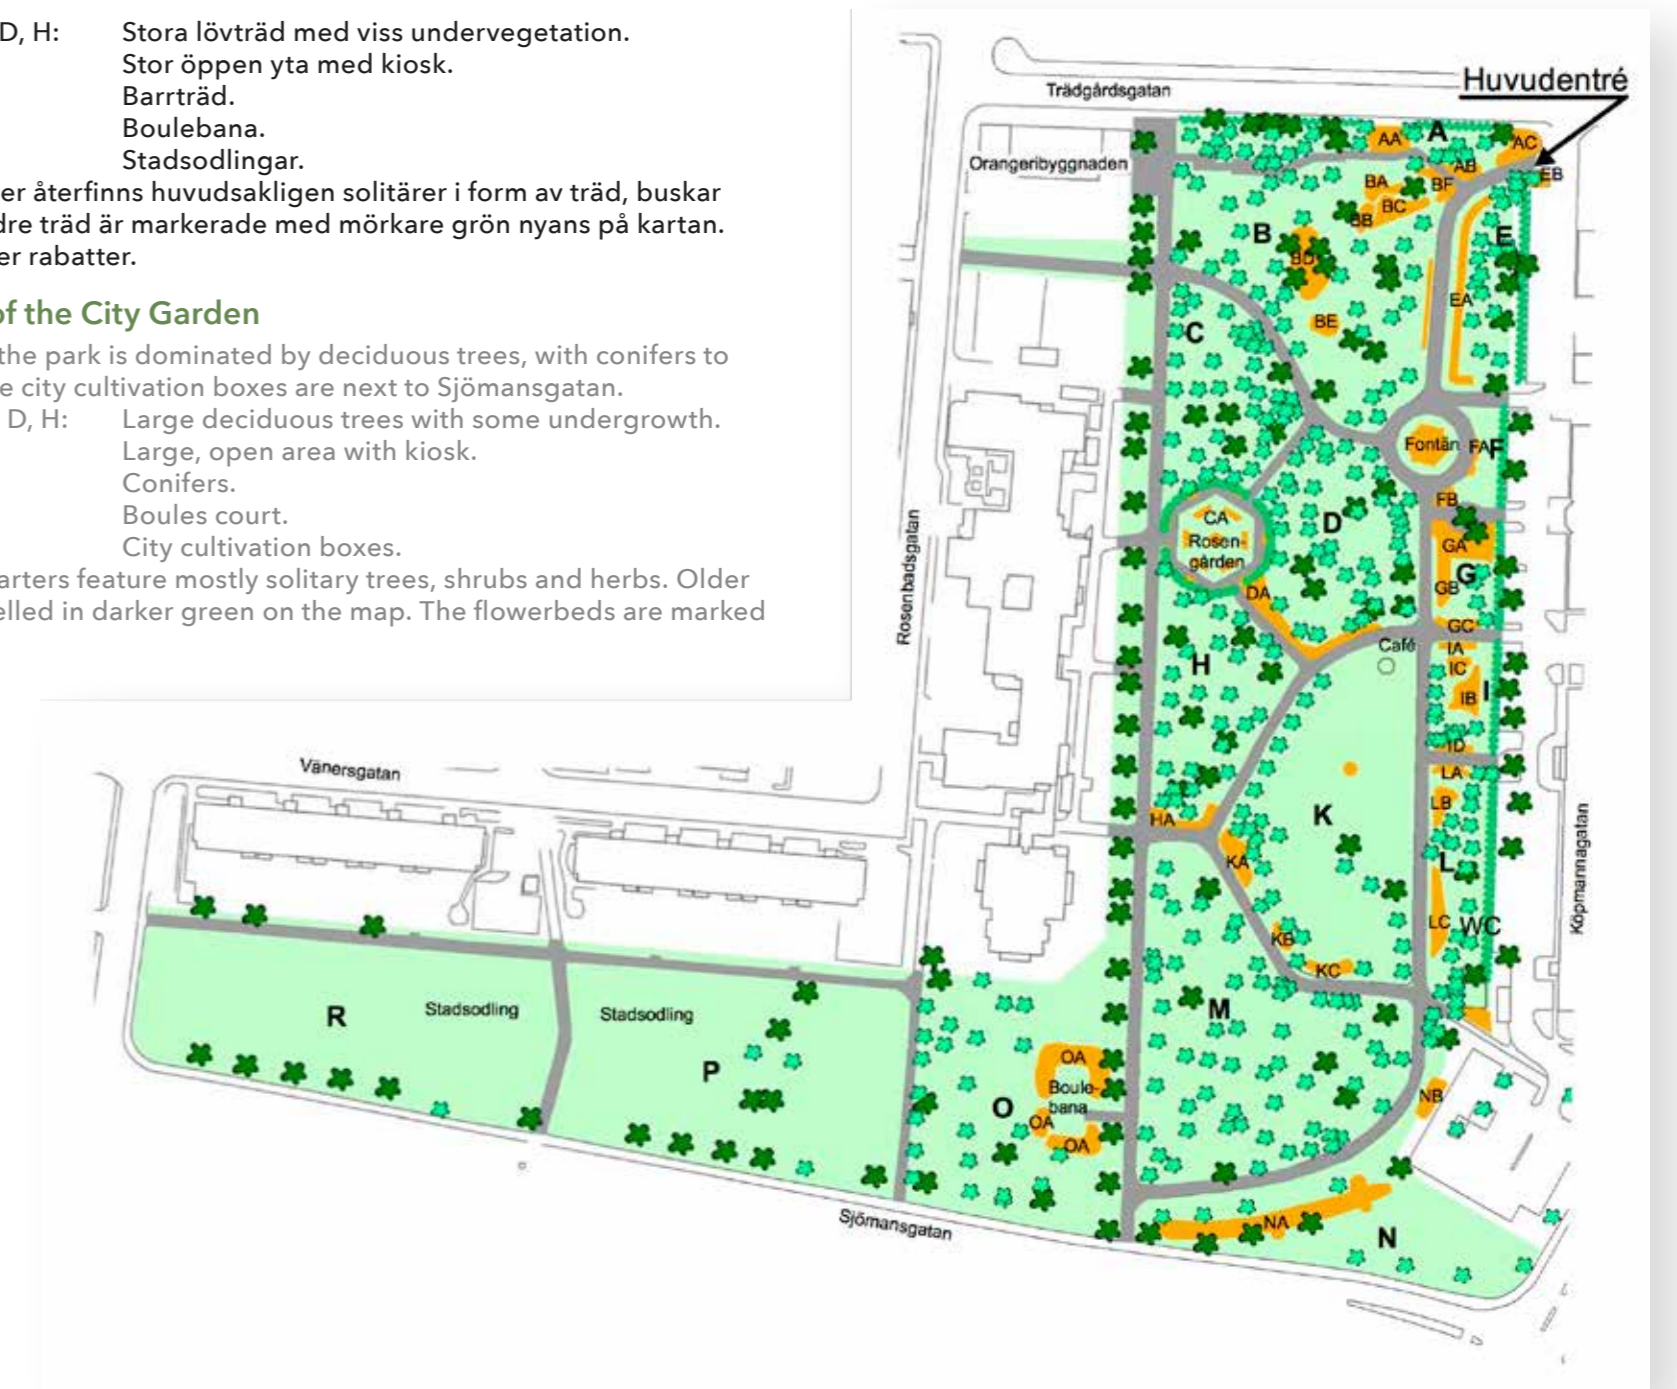 D, H: Stora lövträd med viss undervegetation.
Stor öppen yta med kiosk.
Barrträd.
Boulebana.
Stadsodlingar.
er återfinns huvudsakligen solitärer i form av träd, buskar
dre träd är markerade med mörkare grön nyans på kartan.
er rabatter.
of the City Garden
the park is dominated by deciduous trees, with conifers to
e city cultivation boxes are next to Sjömansgatan.
D, H: Large deciduous trees with some undergrowth.
Large, open area with kiosk.
Conifers.
Boules court.
City cultivation boxes.
arters feature mostly solitary trees, shrubs and herbs. Older
elled in darker green on the map. The flowerbeds are marked
Huvudentré
Trädgårdsgatan
Orangeribyggnaden
AA
A
AC
AB
EB
BA
BF
BC
BB
B
E
BD
EA
BE
C
Fontän
FA
F
FB
CA
Rosen-
gården
D
GA
G
GB
DA
GC
Café
IA
IC
H
IB
I
ID
LA
Rosenbadsgatan
Vänersgatan
LB
K
HA
KA
L
Köpmannagatan
LC
WC
KB
KC
M
R
Stadsodling
Stadsodling
P
OA
Boule-
bana
O
OA
OA
NB
Sjömansgatan
NA
N